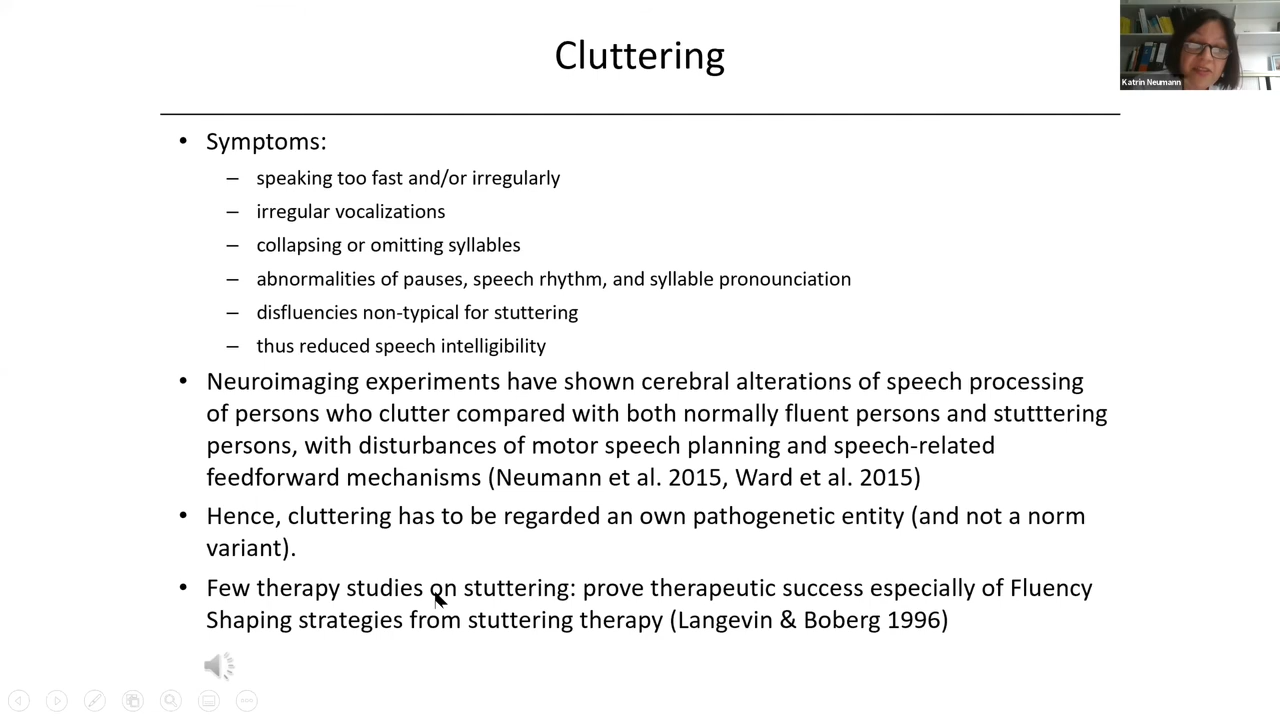 Cluttering
Katrin Neumann
• Symptoms:
– speaking too fast and/or irregularly
– irregular vocalizations
– collapsing or omitting syllables
– abnormalities of pauses, speech rhythm, and syllable pronounciation
– disfluencies non-typical for stuttering
– thus reduced speech intelligibility
• Neuroimaging experiments have shown cerebral alterations of speech processing
of persons who clutter compared with both normally fluent persons and stutttering
persons, with disturbances of motor speech planning and speech-related
feedforward mechanisms (Neumann et al. 2015, Ward et al. 2015)
• Hence, cluttering has to be regarded an own pathogenetic entity (and not a norm
variant).
• Few therapy studies on stuttering: prove therapeutic success especially of Fluency
Shaping strategies from stuttering therapy (Langevin & Boberg 1996)